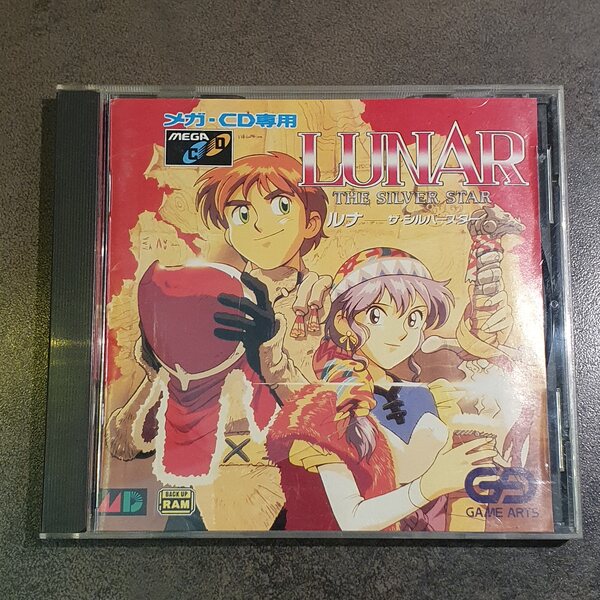 メガ・CD専用
MEGA
CD
LUNAR
THE SILVER STAR
ルナ ザ・シルバースター
MD
BACK UP
RAM
GAME ARTS